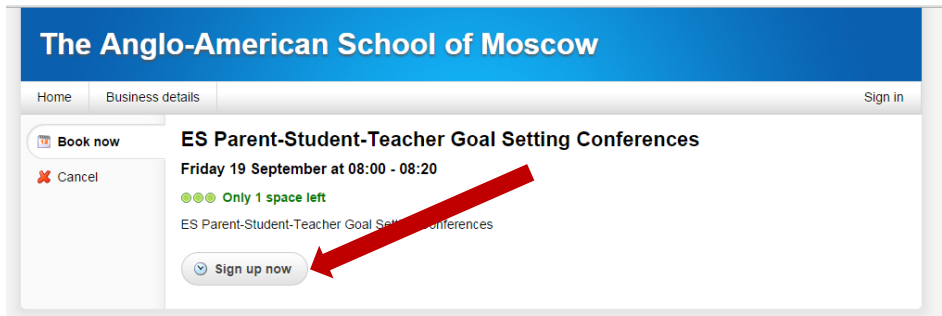 The Anglo-American School of Moscow
Home Business details Sign in
Book now
Cancel
ES Parent-Student-Teacher Goal Setting Conferences
Friday 19 September at 08:00 - 08:20
Only 1 space left
ES Parent-Student-Teacher Goal Setting Conferences
Sign up now